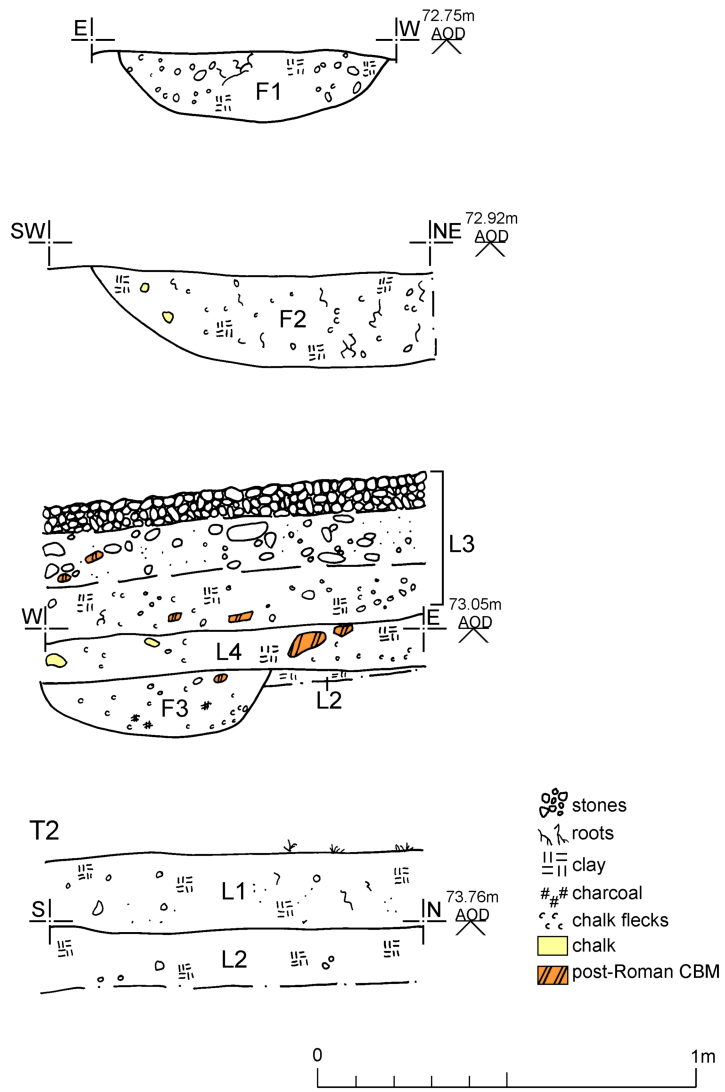 E W 72.75m
AOD
F1
SW NE 72.92m
AOD
F2
L3
W E 73.05m
AOD
L4
F3
L2
T2
L1
S N 73.76m
AOD
L2
stones
roots
clay
charcoal
chalk flecks
chalk
post-Roman CBM
0 1m